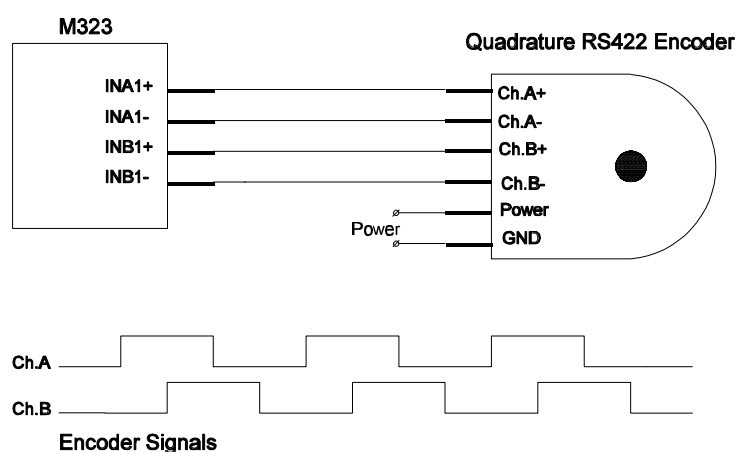 M323
Quadrature RS422 Encoder
INA1+
INA1-
INB1+
INB1-
Ch.A+
Ch.A-
Ch.B+
Ch.B-
Power
GND
Power
Ch.A
Ch.B
Encoder Signals